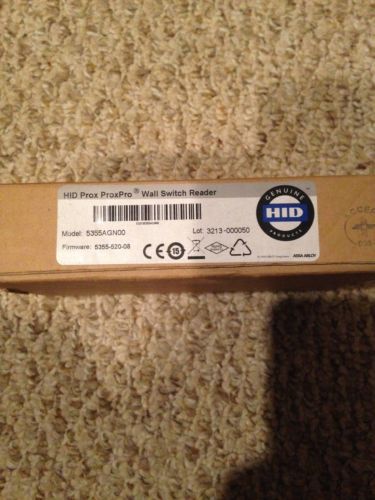 HID Prox ProxPro® Wall Switch Reader
Model: 5355AGN00
Lot: 3213-000050
Firmware: 5355-520-08
15
GENUINE
HID
PRODUCTS
ASSA ABLOY